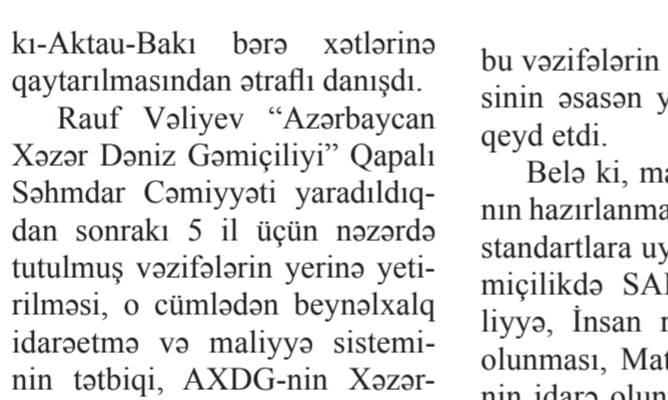 kı-Aktau-Bakı bərə xətlərinə
qaytarılmasından ətraflı danışdı.
Rauf Vəliyev “Azərbaycan
Xəzər Dəniz Gəmiçiliyi” Qapalı
Səhmdar Cəmiyyəti yaradıldıq-
dan sonrakı 5 il üçün nəzərdə
tutulmuş vəzifələrin yerinə yeti-
rilməsi, o cümlədən beynəlxalq
idarəetmə və maliyyə sistemi-
nin tətbiqi, AXDG-nin Xəzər-
bu vəzifələrin
sinin əsasən
qeyd etdi.
Belə ki,
nın
standartlara
miçilikdə
liyyə, İnsan
olunması,
nin idarə